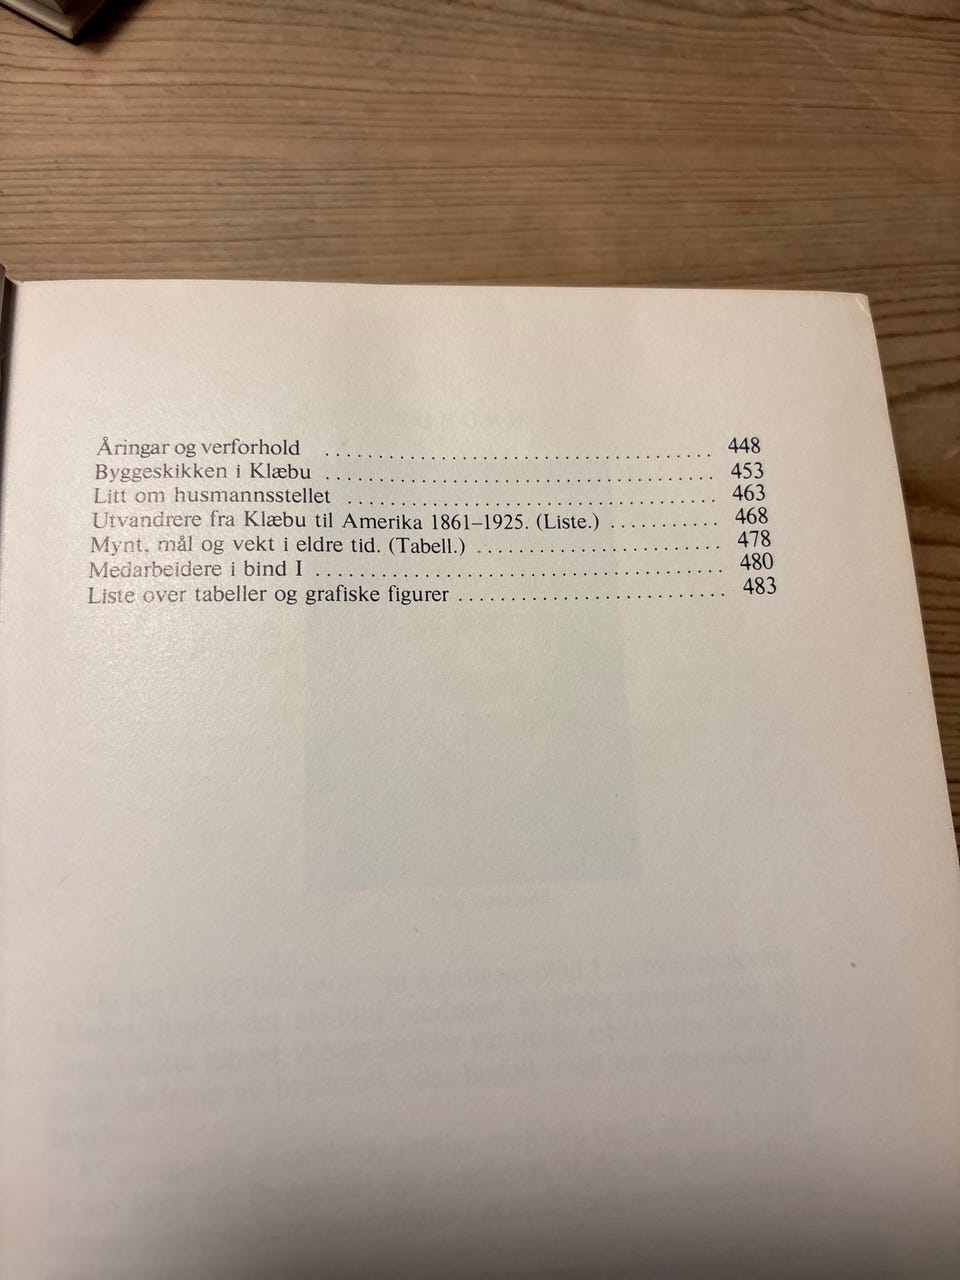 Åringar og verforhold .................................... 448
Byggeskikken i Klæbu .................................... 453
Litt om husmannsstellet .................................. 463
Utvandrere fra Klæbu til Amerika 1861–1925. (Liste.) ........... 468
Mynt, mål og vekt i eldre tid. (Tabell.) ....................... 478
Medarbeidere i bind I ...................................... 480
Liste over tabeller og grafiske figurer ......................... 483